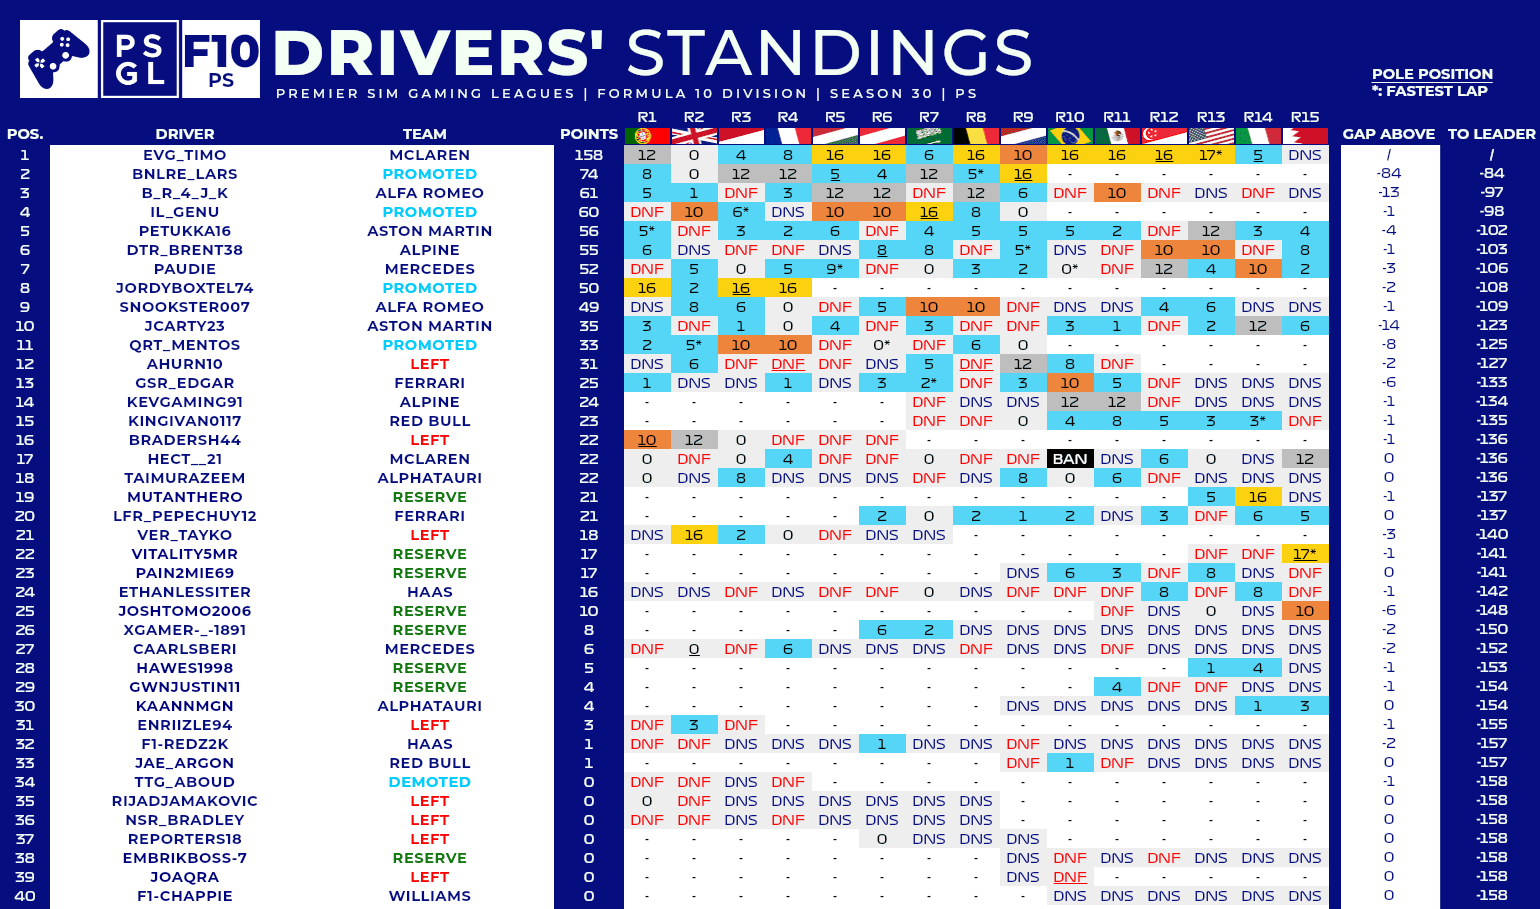 PS GL F10 PS DRIVERS' STANDINGS
PREMIER SIM GAMING LEAGUES | FORMULA 10 DIVISION | SEASON 30 | PS
POLE POSITION
*: FASTEST LAP
R1 R2 R3 R4 R5 R6 R7 R8 R9 R10 R11 R12 R13 R14 R15
POS. DRIVER TEAM POINTS GAP ABOVE TO LEADER
1 EVG_TIMO MCLAREN 158 12 0 4 8 16 16 6 16 10 16 16 16 17* 5 DNS / /
2 BNLRE_LARS PROMOTED 74 8 0 12 12 5 4 12 5* 16 - - - - - - -84 -84
3 B_R_4_J_K ALFA ROMEO 61 5 1 DNF 3 12 12 DNF 12 6 DNF 10 DNF DNS DNF DNS -13 -97
4 IL_GENU PROMOTED 60 DNF 10 6* DNS 10 10 16 8 0 - - - - - - -1 -98
5 PETUKKA16 ASTON MARTIN 56 5* DNF 3 2 6 DNF 4 5 5 5 2 DNF 12 3 4 -4 -102
6 DTR_BRENT38 ALPINE 55 6 DNS DNF DNF DNS 8 8 DNF 5* DNS DNF 10 10 DNF 8 -1 -103
7 PAUDIE MERCEDES 52 DNF 5 0 5 9* DNF 0 3 2 0* DNF 12 4 10 2 -3 -106
8 JORDYBOXTEL74 PROMOTED 50 16 2 16 16 - - - - - - - - - - - -2 -108
9 SNOOKSTER007 ALFA ROMEO 49 DNS 8 6 0 DNF 5 10 10 DNF DNS DNS 4 6 DNS DNS -1 -109
10 JCARTY23 ASTON MARTIN 35 3 DNF 1 0 4 DNF 3 DNF DNF 3 1 DNF 2 12 6 -14 -123
11 QRT_MENTOS PROMOTED 33 2 5* 10 10 DNF 0* DNF 6 0 - - - - - - -8 -125
12 AHURN10 LEFT 31 DNS 6 DNF DNF DNF DNS 5 DNF 12 8 DNF - - - - -2 -127
13 GSR_EDGAR FERRARI 25 1 DNS DNS 1 DNS 3 2* DNF 3 10 5 DNF DNS DNS DNS -6 -133
14 KEVGAMING91 ALPINE 24 - - - - - - DNF DNS DNS 12 12 DNF DNS DNS DNS -1 -134
15 KINGIVAN0117 RED BULL 23 - - - - - - DNF DNF 0 4 8 5 3 3* DNF -1 -135
16 BRADERSH44 LEFT 22 10 12 0 DNF DNF DNF - - - - - - - - - -1 -136
17 HECT__21 MCLAREN 22 0 DNF 0 4 DNF DNF 0 DNF DNF BAN DNS 6 0 DNS 12 0 -136
18 TAIMURAZEEM ALPHATAURI 22 0 DNS 8 DNS DNS DNS DNF DNS 8 0 6 DNF DNS DNS DNS 0 -136
19 MUTANTHERO RESERVE 21 - - - - - - - - - - - - 5 16 DNS -1 -137
20 LFR_PEPECHUY12 FERRARI 21 - - - - - 2 0 2 1 2 DNS 3 DNF 6 5 0 -137
21 VER_TAYKO LEFT 18 DNS 16 2 0 DNF DNS DNS - - - - - - - - -3 -140
22 VITALITY5MR RESERVE 17 - - - - - - - - - - - - DNF DNF 17* -1 -141
23 PAIN2MIE69 RESERVE 17 - - - - - - - - DNS 6 3 DNF 8 DNS DNF 0 -141
24 ETHANLESSITER HAAS 16 DNS DNS DNF DNS DNF DNF 0 DNS DNF DNF DNF 8 DNF 8 DNF -1 -142
25 JOSHTOMO2006 RESERVE 10 - - - - - - - - - - DNF DNS 0 DNS 10 -6 -148
26 XGAMER-_-1891 RESERVE 8 - - - - - 6 2 DNS DNS DNS DNS DNS DNS DNS DNS -2 -150
27 CAARLSBERI MERCEDES 6 DNF 0 DNF 6 DNS DNS DNS DNF DNS DNS DNF DNS DNS DNS DNS -2 -152
28 HAWES1998 RESERVE 5 - - - - - - - - - - - - 1 4 DNS -1 -153
29 GWNJUSTIN11 RESERVE 4 - - - - - - - - - - 4 DNF DNF DNS DNS -1 -154
30 KAANNMGN ALPHATAURI 4 - - - - - - - - DNS DNS DNS DNS DNS 1 3 0 -154
31 ENRIIZLE94 LEFT 3 DNF 3 DNF - - - - - - - - - - - - -1 -155
32 F1-REDZ2K HAAS 1 DNF DNF DNS DNS DNS 1 DNS DNS DNF DNS DNS DNS DNS DNS DNS -2 -157
33 JAE_ARGON RED BULL 1 - - - - - - - - DNF 1 DNF DNS DNS DNS DNS 0 -157
34 TTG_ABOUD DEMOTED 0 DNF DNF DNS DNF - - - - - - - - - - - -1 -158
35 RIJADJAMAKOVIC LEFT 0 0 DNF DNS DNS DNS DNS DNS DNS - - - - - - - 0 -158
36 NSR_BRADLEY LEFT 0 DNF DNF DNS DNF DNS DNS DNS DNS - - - - - - - 0 -158
37 REPORTERS18 LEFT 0 - - - - - 0 DNS DNS DNS - - - - - - 0 -158
38 EMBRIKBOSS-7 RESERVE 0 - - - - - - - - DNS DNF DNS DNF DNS DNS DNS 0 -158
39 JOAQRA LEFT 0 - - - - - - - - DNS DNF - - - - - 0 -158
40 F1-CHAPPIE WILLIAMS 0 - - - - - - - - - DNS DNS DNS DNS DNS DNS 0 -158